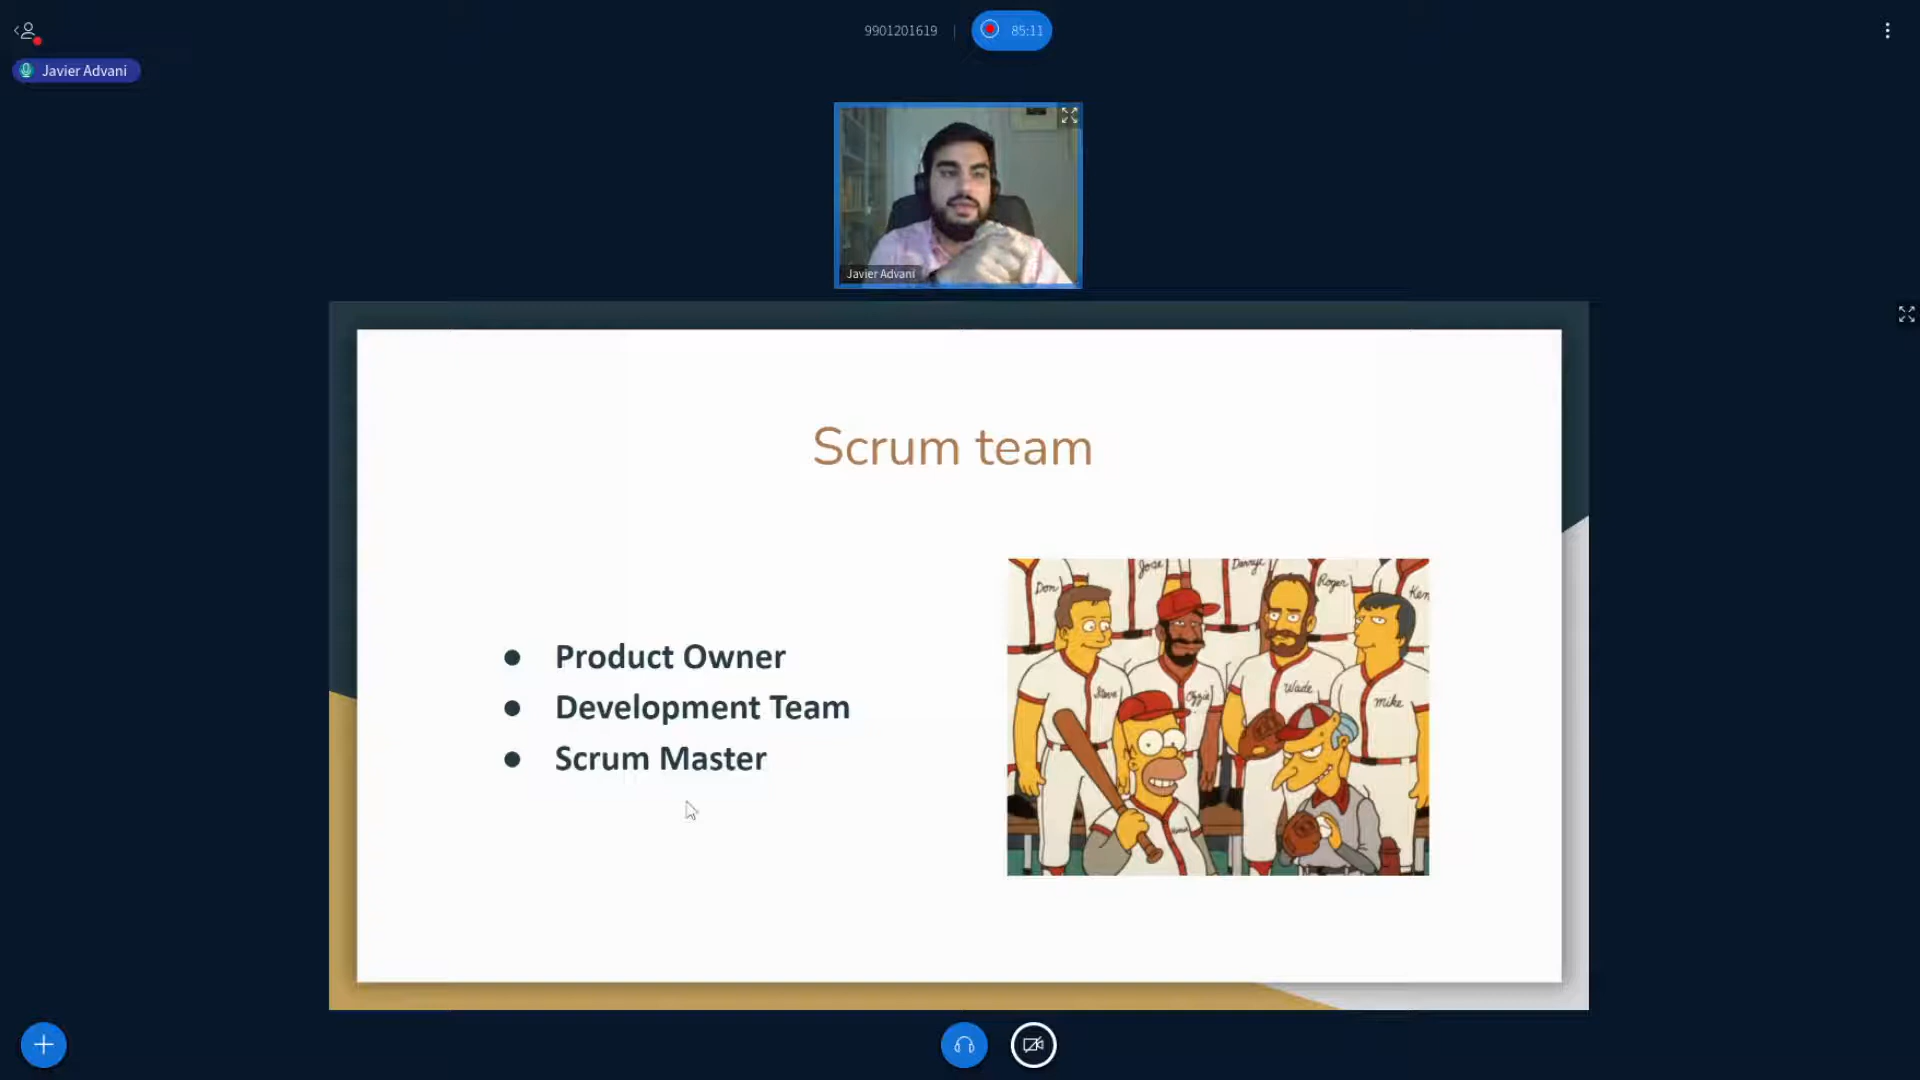 9901201619
85:11
Javier Advani
Javier Advani
Scrum team
● Product Owner
● Development Team
● Scrum Master
Don
Jose
Darryl
Roger
Ken
Steve
Ozzie
Wade
Mike